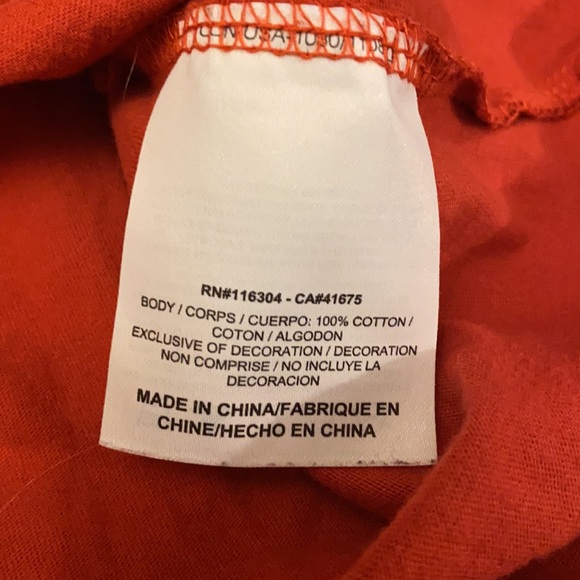 RN#116304 - CA#41675
BODY / CORPS / CUERPO: 100% COTTON /
COTON / ALGODON
EXCLUSIVE OF DECORATION / DECORATION
NON COMPRISE / NO INCLUYE LA
DECORACION
MADE IN CHINA/FABRIQUE EN
CHINE/HECHO EN CHINA